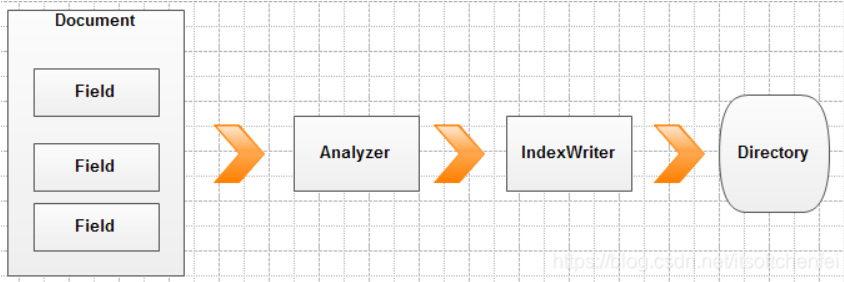 Document
Field
Field
Field
Analyzer
IndexWriter
Directory
https://blog.csdn.net/itsoftchenfei